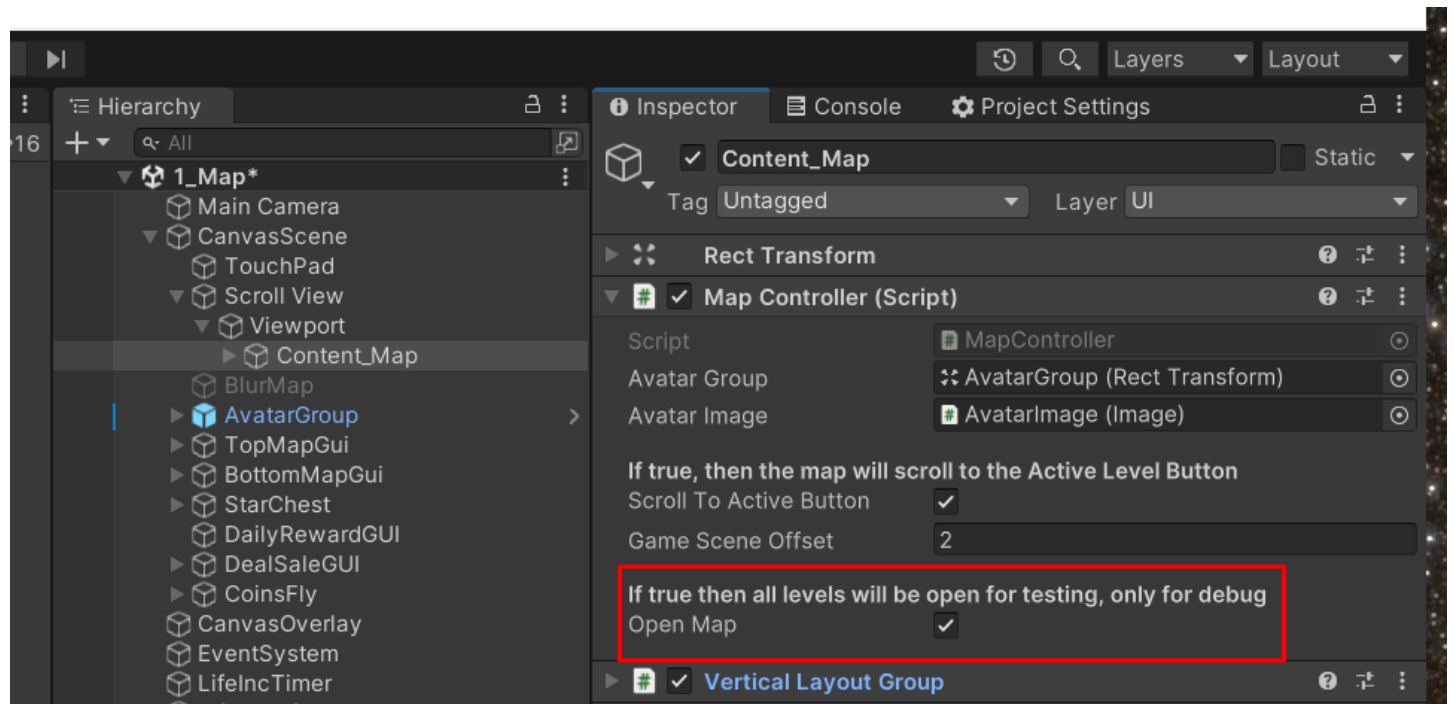 Layers
Layout
Hierarchy
Inspector
Console
Project Settings
16
All
Content_Map
Static
1_Map*
Tag
Untagged
Layer
UI
Main Camera
CanvasScene
Rect Transform
TouchPad
Scroll View
Map Controller (Script)
Viewport
Script
MapController
Content_Map
Avatar Group
AvatarGroup (Rect Transform)
BlurMap
AvatarGroup
Avatar Image
AvatarImage (Image)
TopMapGui
BottomMapGui
If true, then the map will scroll to the Active Level Button
StarChest
Scroll To Active Button
DailyRewardGUI
Game Scene Offset
2
DealSaleGUI
CoinsFly
If true then all levels will be open for testing, only for debug
CanvasOverlay
Open Map
EventSystem
LifeIncTimer
Vertical Layout Group